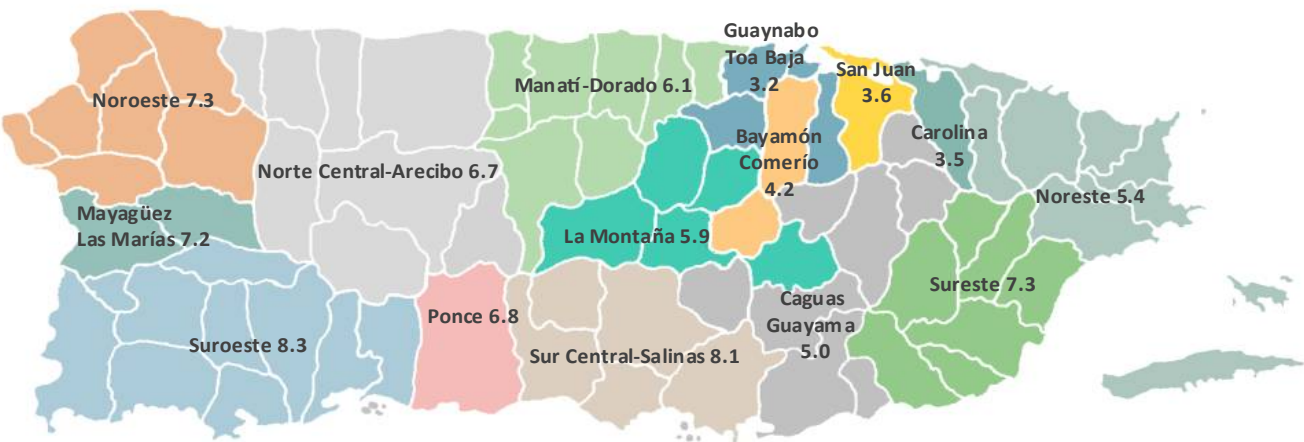 Guaynabo
Toa Baja
3.2
San Juan
3.6
Manatí-Dorado 6.1
Noroeste 7.3
Bayamón
Comerío
4.2
Carolina
3.5
Norte Central-Arecibo 6.7
Noreste 5.4
Mayagüez
Las Marías 7.2
La Montaña 5.9
Sureste 7.3
Caguas
Guayama
5.0
Ponce 6.8
Suroeste 8.3
Sur Central-Salinas 8.1